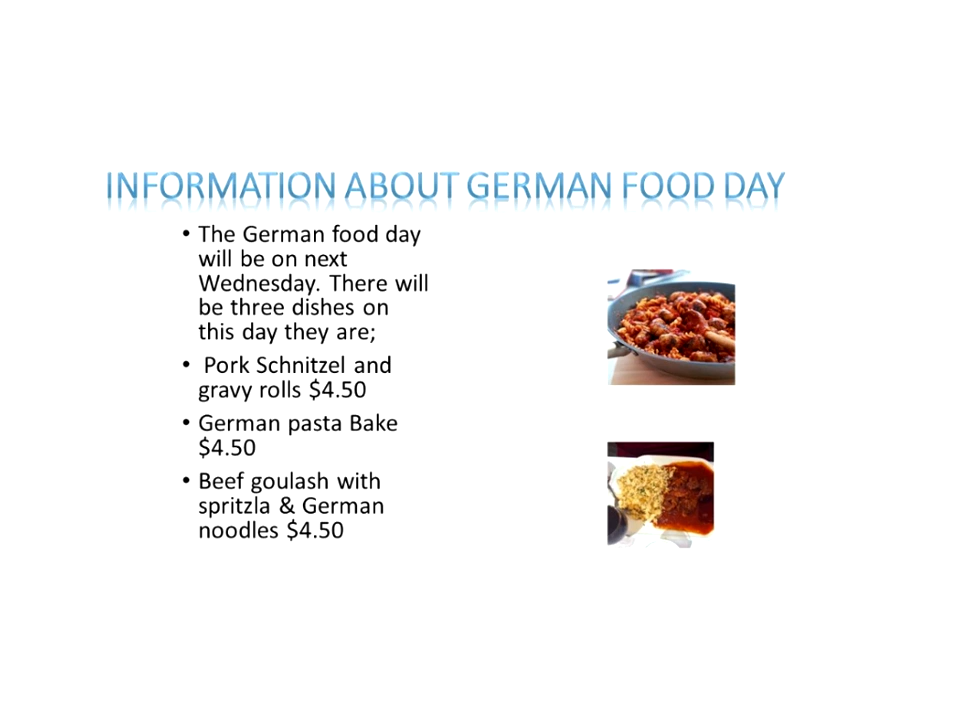 INFORMATION ABOUT GERMAN FOOD DAY
• The German food day
will be on next
Wednesday. There will
be three dishes on
this day they are;
• Pork Schnitzel and
gravy rolls $4.50
• German pasta Bake
$4.50
• Beef goulash with
spritzla & German
noodles $4.50